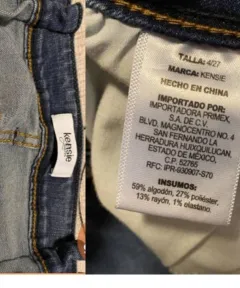 kensie
TALLA: 4/27
MARCA: KENSIE
HECHO EN CHINA
IMPORTADO POR:
IMPORTADORA PRIMEX,
S.A. DE C.V.
BLVD. MAGNOCENTRO NO. 4
SAN FERNANDO LA
HERRADURA HUIXQUILUCAN,
ESTADO DE MÉXICO,
C.P. 52765
RFC: IPR-930907-S70
INSUMOS:
59% algodón, 27% poliéster,
13% rayón, 1% elastano.